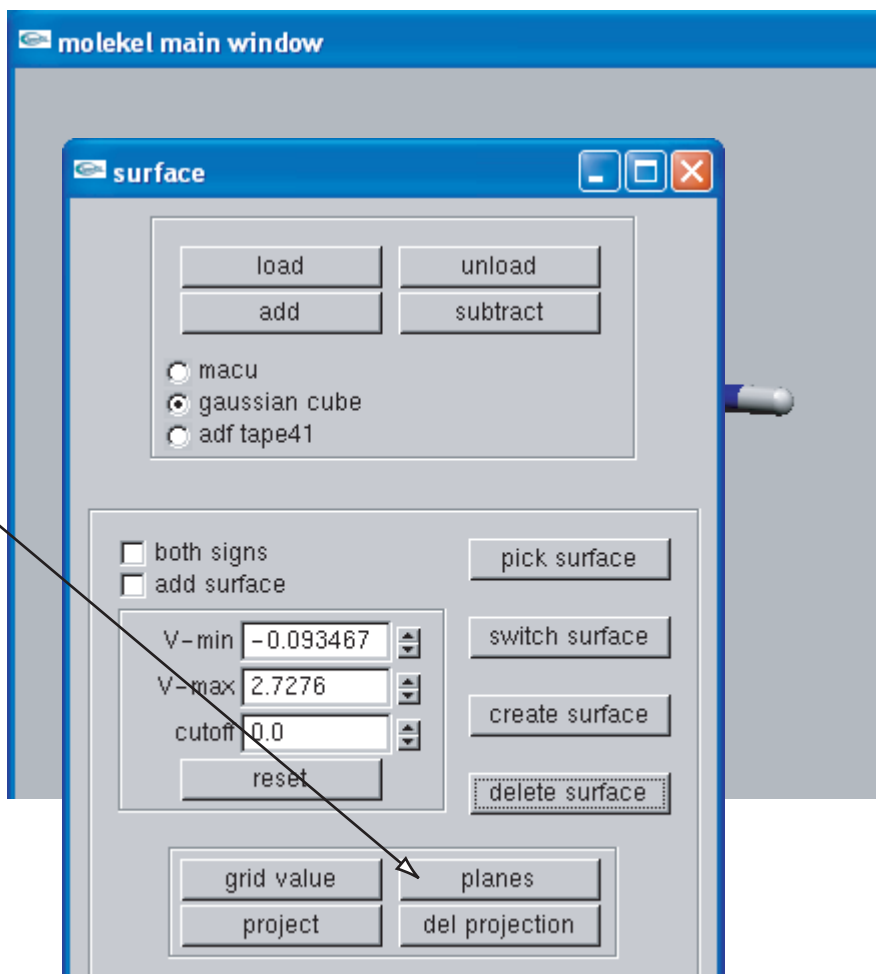 molekel main window
surface
load unload
add subtract
macu
gaussian cube
adf tape41
both signs
pick surface
add surface
V-min -0.093467
switch surface
V-max 2.7276
create surface
cutoff 0.0
reset
delete surface
grid value planes
project del projection